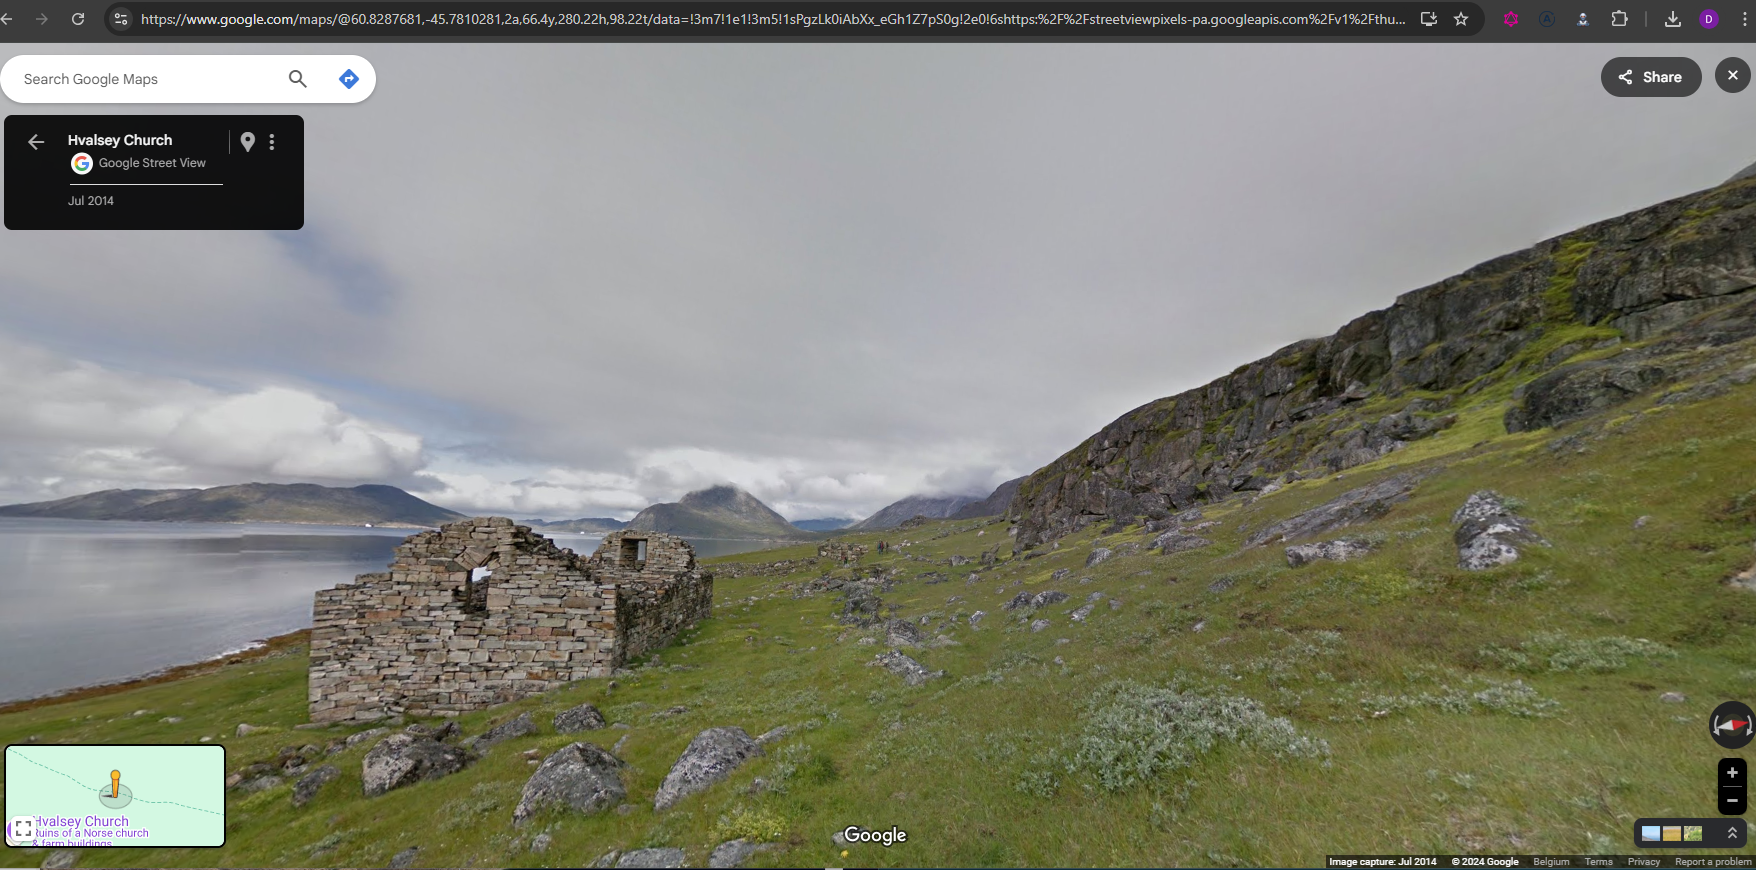 https://www.google.com/maps/@60.8287681,-45.7810281,2a,66.4y,280.22h,98.22t/data=!3m7!1e1!3m5!1sPgzLk0iAbXx_eGh1Z7pS0g!2e0!6shttps:%2F%2Fstreetviewpixels-pa.googleapis.com%2Fv1%2Fthu...
A
D
Search Google Maps
Share
Hvalsey Church
Google Street View
Jul 2014
Hvalsey Church
Ruins of a Norse church
& farm buildings
Google
Image capture: Jul 2014 © 2024 Google Belgium Terms Privacy Report a problem